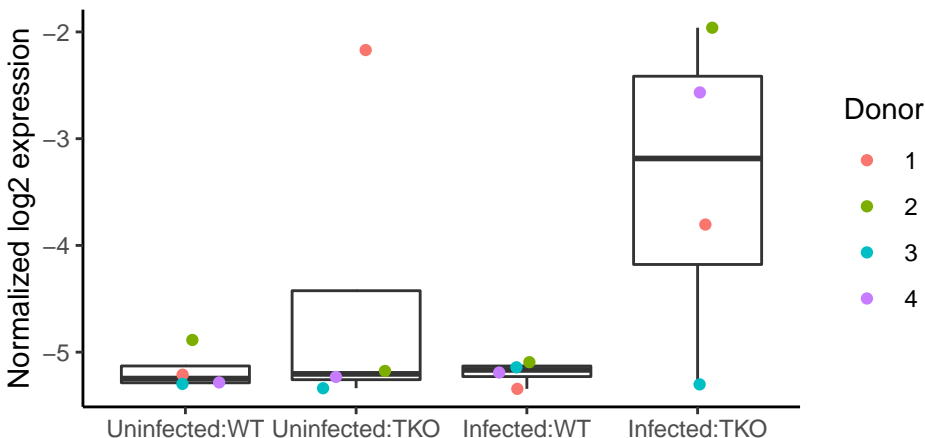 Normalized log2 expression
−2
−3
−4
−5
Uninfected:WT
Uninfected:TKO
Infected:WT
Infected:TKO
Donor
1
2
3
4